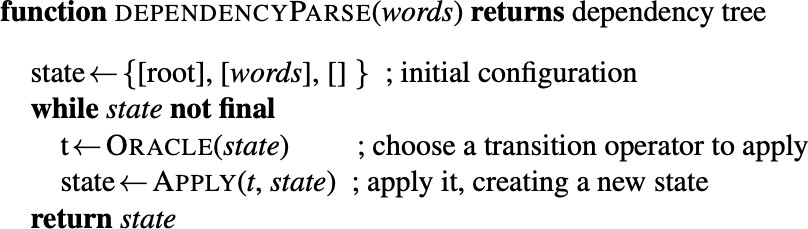 function DEPENDENCYPARSE(words) returns dependency tree
state←{[root], [words], [] } ; initial configuration
while state not final
t←ORACLE(state) ; choose a transition operator to apply
state←APPLY(t, state) ; apply it, creating a new state
return state